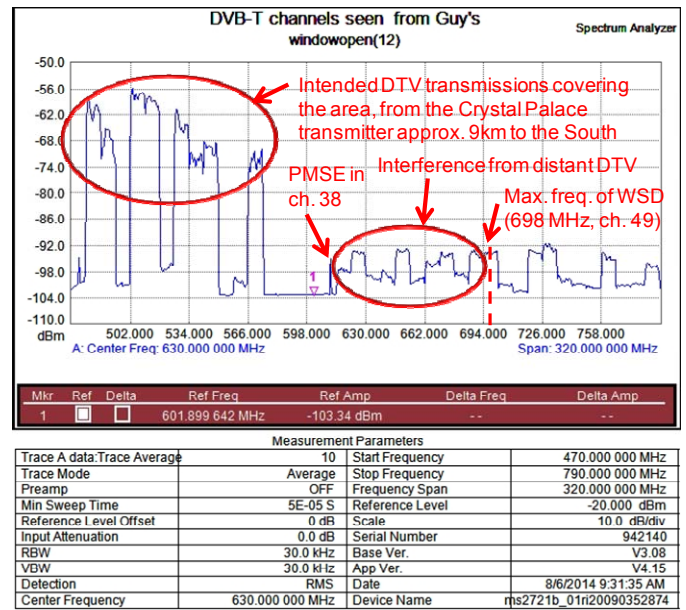 DVB-T channels seen from Guy's
windowopen(12)
Spectrum Analyzer
-50.0
-56.0
-62.0
-68.0
-74.0
-80.0
-86.0
-92.0
-98.0
-104.0
-110.0
dBm
Intended DTV transmissions covering
the area, from the Crystal Palace
transmitter approx. 9km to the South
PMSE in
ch. 38
Interference from distant DTV
Max. freq. of WSD
(698 MHz, ch. 49)
1
502.000 534.000 566.000 598.000 630.000 662.000 694.000 726.000 758.000
A: Center Freq: 630.000 000 MHz
Span: 320.000 000 MHz
Mkr Ref Delta Ref Freq Ref Amp Delta Freq Delta Amp
1 601.899 642 MHz -103.34 dBm -- --
Measurement Parameters
Trace A data:Trace Average 10 Start Frequency 470.000 000 MHz
Trace Mode Average Stop Frequency 790.000 000 MHz
Preamp OFF Frequency Span 320.000 000 MHz
Min Sweep Time 5E-05 S Reference Level -20.000 dBm
Reference Level Offset 0 dB Scale 10.0 dB/div
Input Attenuation 0.0 dB Serial Number 942140
RBW 30.0 kHz Base Ver. V3.08
VBW 30.0 kHz App Ver. V4.15
Detection RMS Date 8/6/2014 9:31:35 AM
Center Frequency 630.000 000 MHz Device Name ms2721b_01ri20090352874